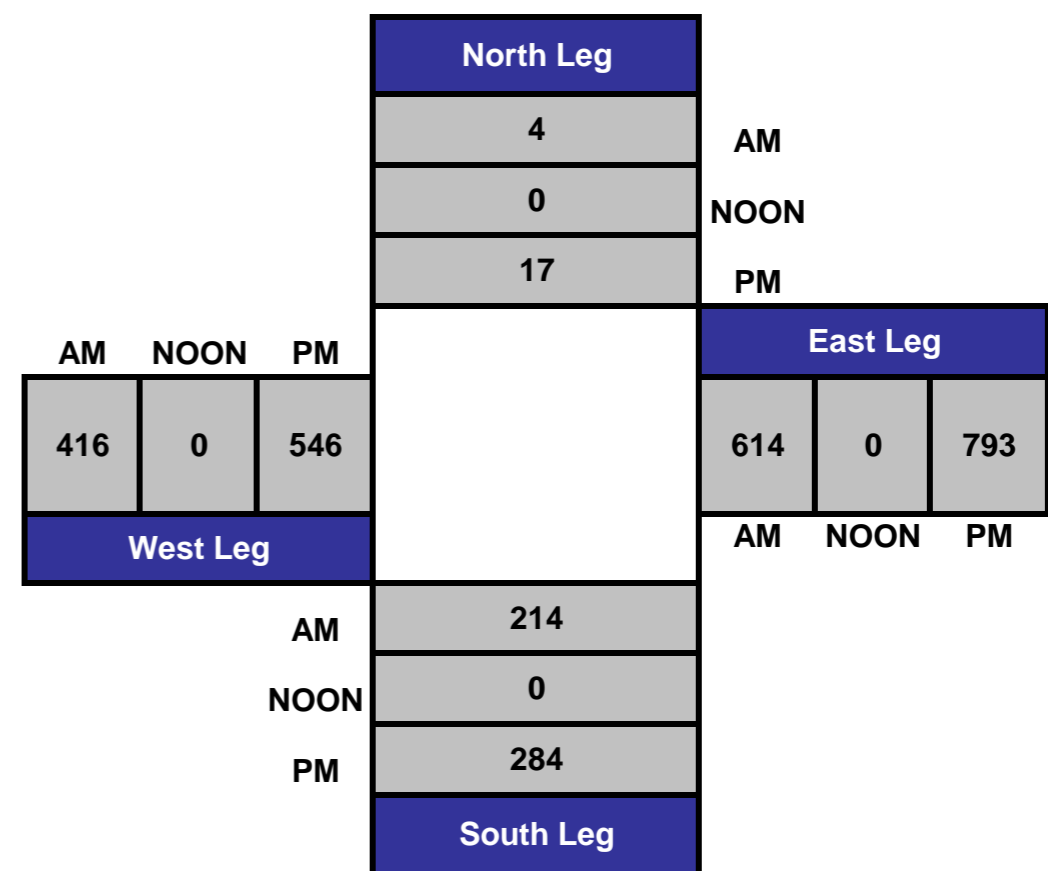 North Leg
4
AM
0
NOON
17
PM
East Leg
AM NOON PM
416 0 546
614 0 793
West Leg
AM NOON PM
AM
214
NOON
0
PM
284
South Leg